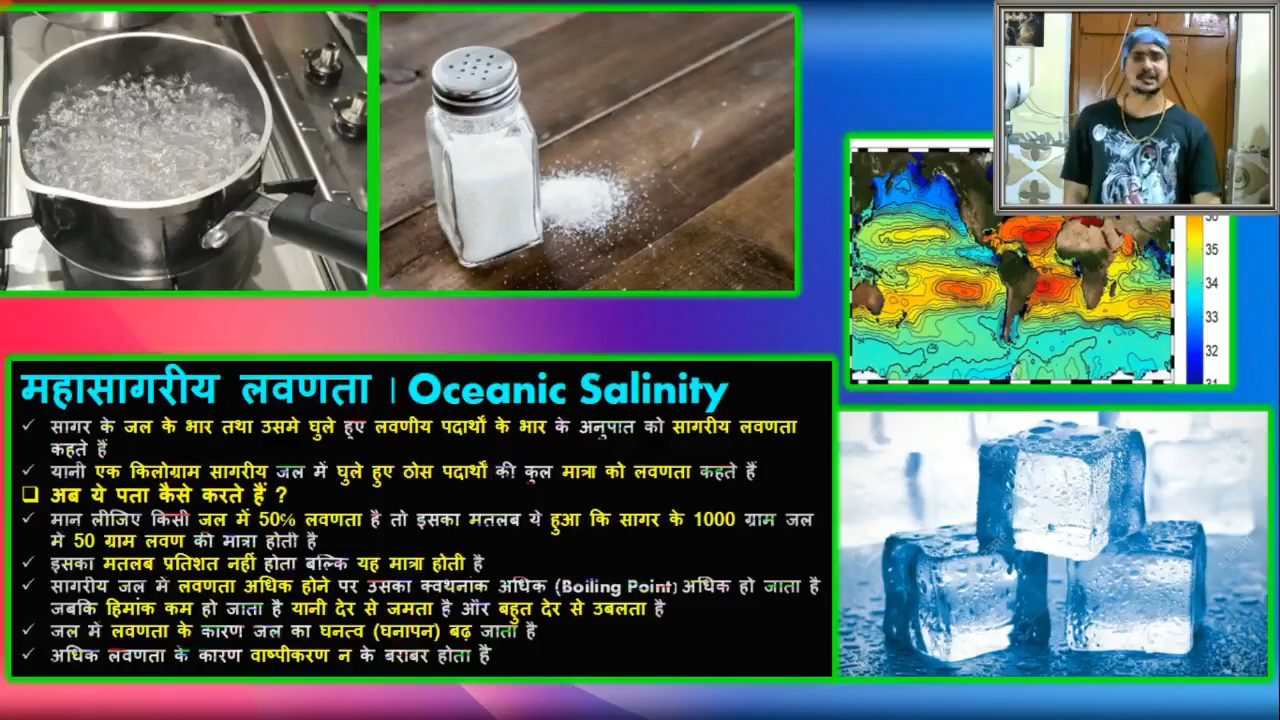 महासागरीय लवणता । Oceanic Salinity
✓ सागर के जल के भार तथा उसमे घुले हूए लवणीय पदार्थो के भार के अनुपात को सागरीय लवणता
कहते हैं
✓ यानी एक किलोग्राम सागरीय जल में घुले हुए ठोस पदार्थो की कूल मात्रा को लवणता कहते हैं
❑ अब ये पता कैसे करते हैं ?
✓ मान लीजिए किसी जल में 50% लवणता है तो इसका मतलब ये हुआ कि सागर के 1000 ग्राम जल
मे 50 ग्राम लवण की मात्रा होती है
✓ इसका मतलब प्रतिशत नहीं होता बल्कि यह मात्रा होती है
✓ सागरीय जल में लवणता अधिक होने पर उसका क्वथनांक अधिक (Boiling Point) अधिक हो जाता है
जबकि हिमांक कम हो जाता है यानी देर से जमता है और बहुत देर से उबलता है
✓ जल में लवणता के कारण जल का घनत्व (घनापन) बढ़ जाता है
✓ अधिक लवणता के कारण वाष्पीकरण न के बराबर होता है
36
35
34
33
32
31